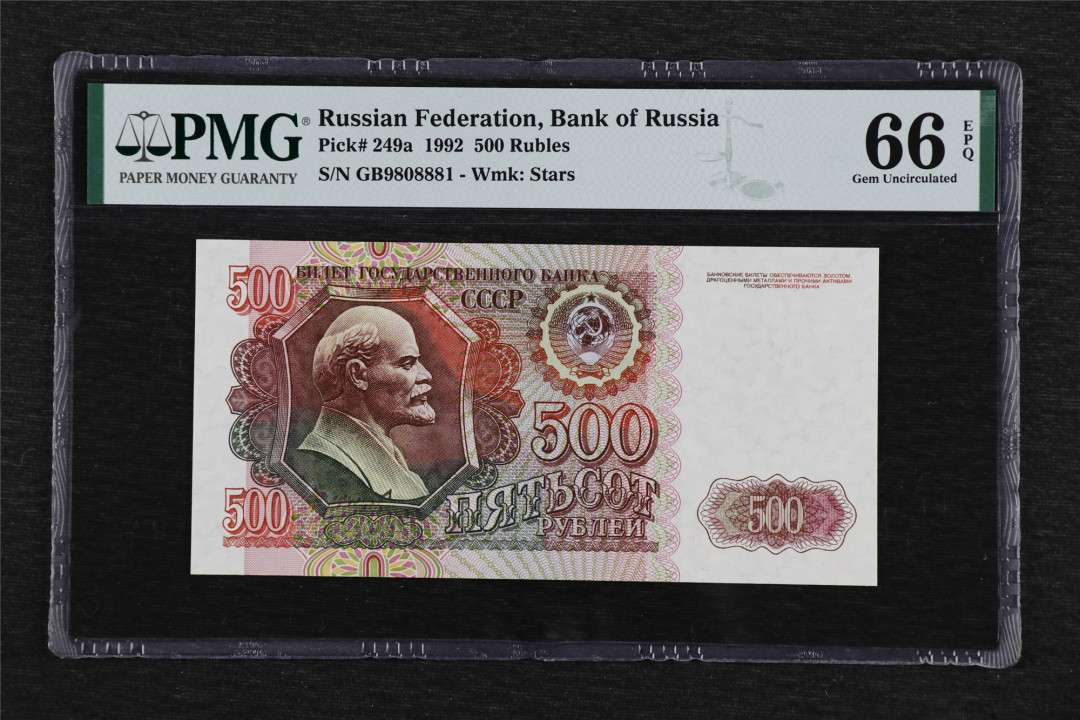 PMG®
PAPER MONEY GUARANTY
Russian Federation, Bank of Russia
Pick# 249a 1992 500 Rubles
S/N GB9808881 - Wmk: Stars
66
EPQ
Gem Uncirculated
500
БИЛЕТ ГОСУДАРСТВЕННОГО БАНКА
СССР
БАНКОВСКИЕ БИЛЕТЫ ОБЕСПЕЧИВАЮТСЯ ЗОЛОТОМ
ДРАГОЦЕННЫМИ МЕТАЛЛАМИ И ПРОЧИМИ АКТИВАМИ
ГОСУДАРСТВЕННОГО БАНКА
500
500
ПЯТЬСОТ
РУБЛЕЙ
500